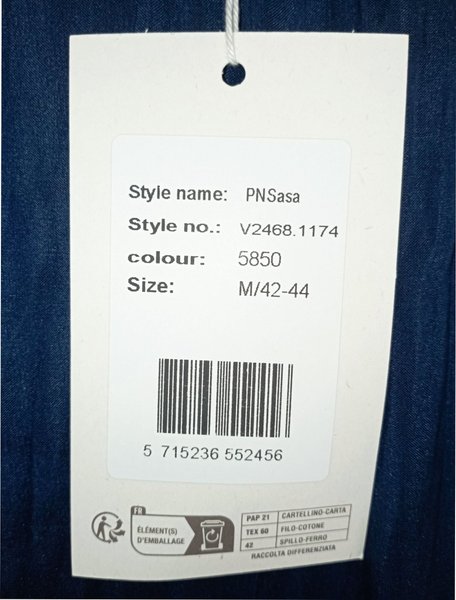 Style name: PNSasa
Style no.: V2468.1174
colour: 5850
Size: M/42-44
5 715236 552456
FR
ÉLÉMENT(S)
D'EMBALLAGE
PAP 21 CARTELLINO-CARTA
TEX 60 FILO-COTONE
42 SPILLO-FERRO
RACCOLTA DIFFERENZIATA